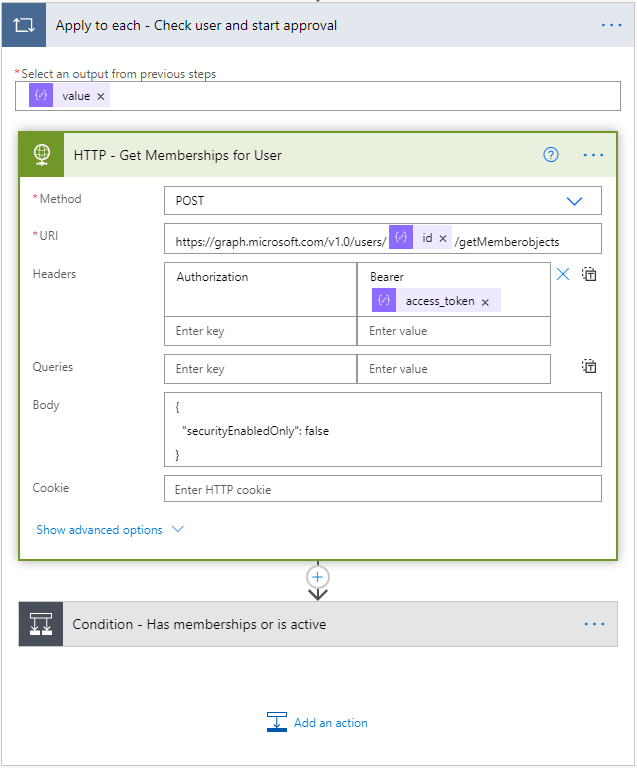 Apply to each - Check user and start approval
* Select an output from previous steps
value ×
HTTP - Get Memberships for User
* Method
POST
* URI
https://graph.microsoft.com/v1.0/users/ id × /getMemberobjects
Headers
Authorization
Bearer
access_token ×
Enter key
Enter value
Queries
Enter key
Enter value
Body
{
"securityEnabledOnly": false
}
Cookie
Enter HTTP cookie
Show advanced options
Condition - Has memberships or is active
Add an action